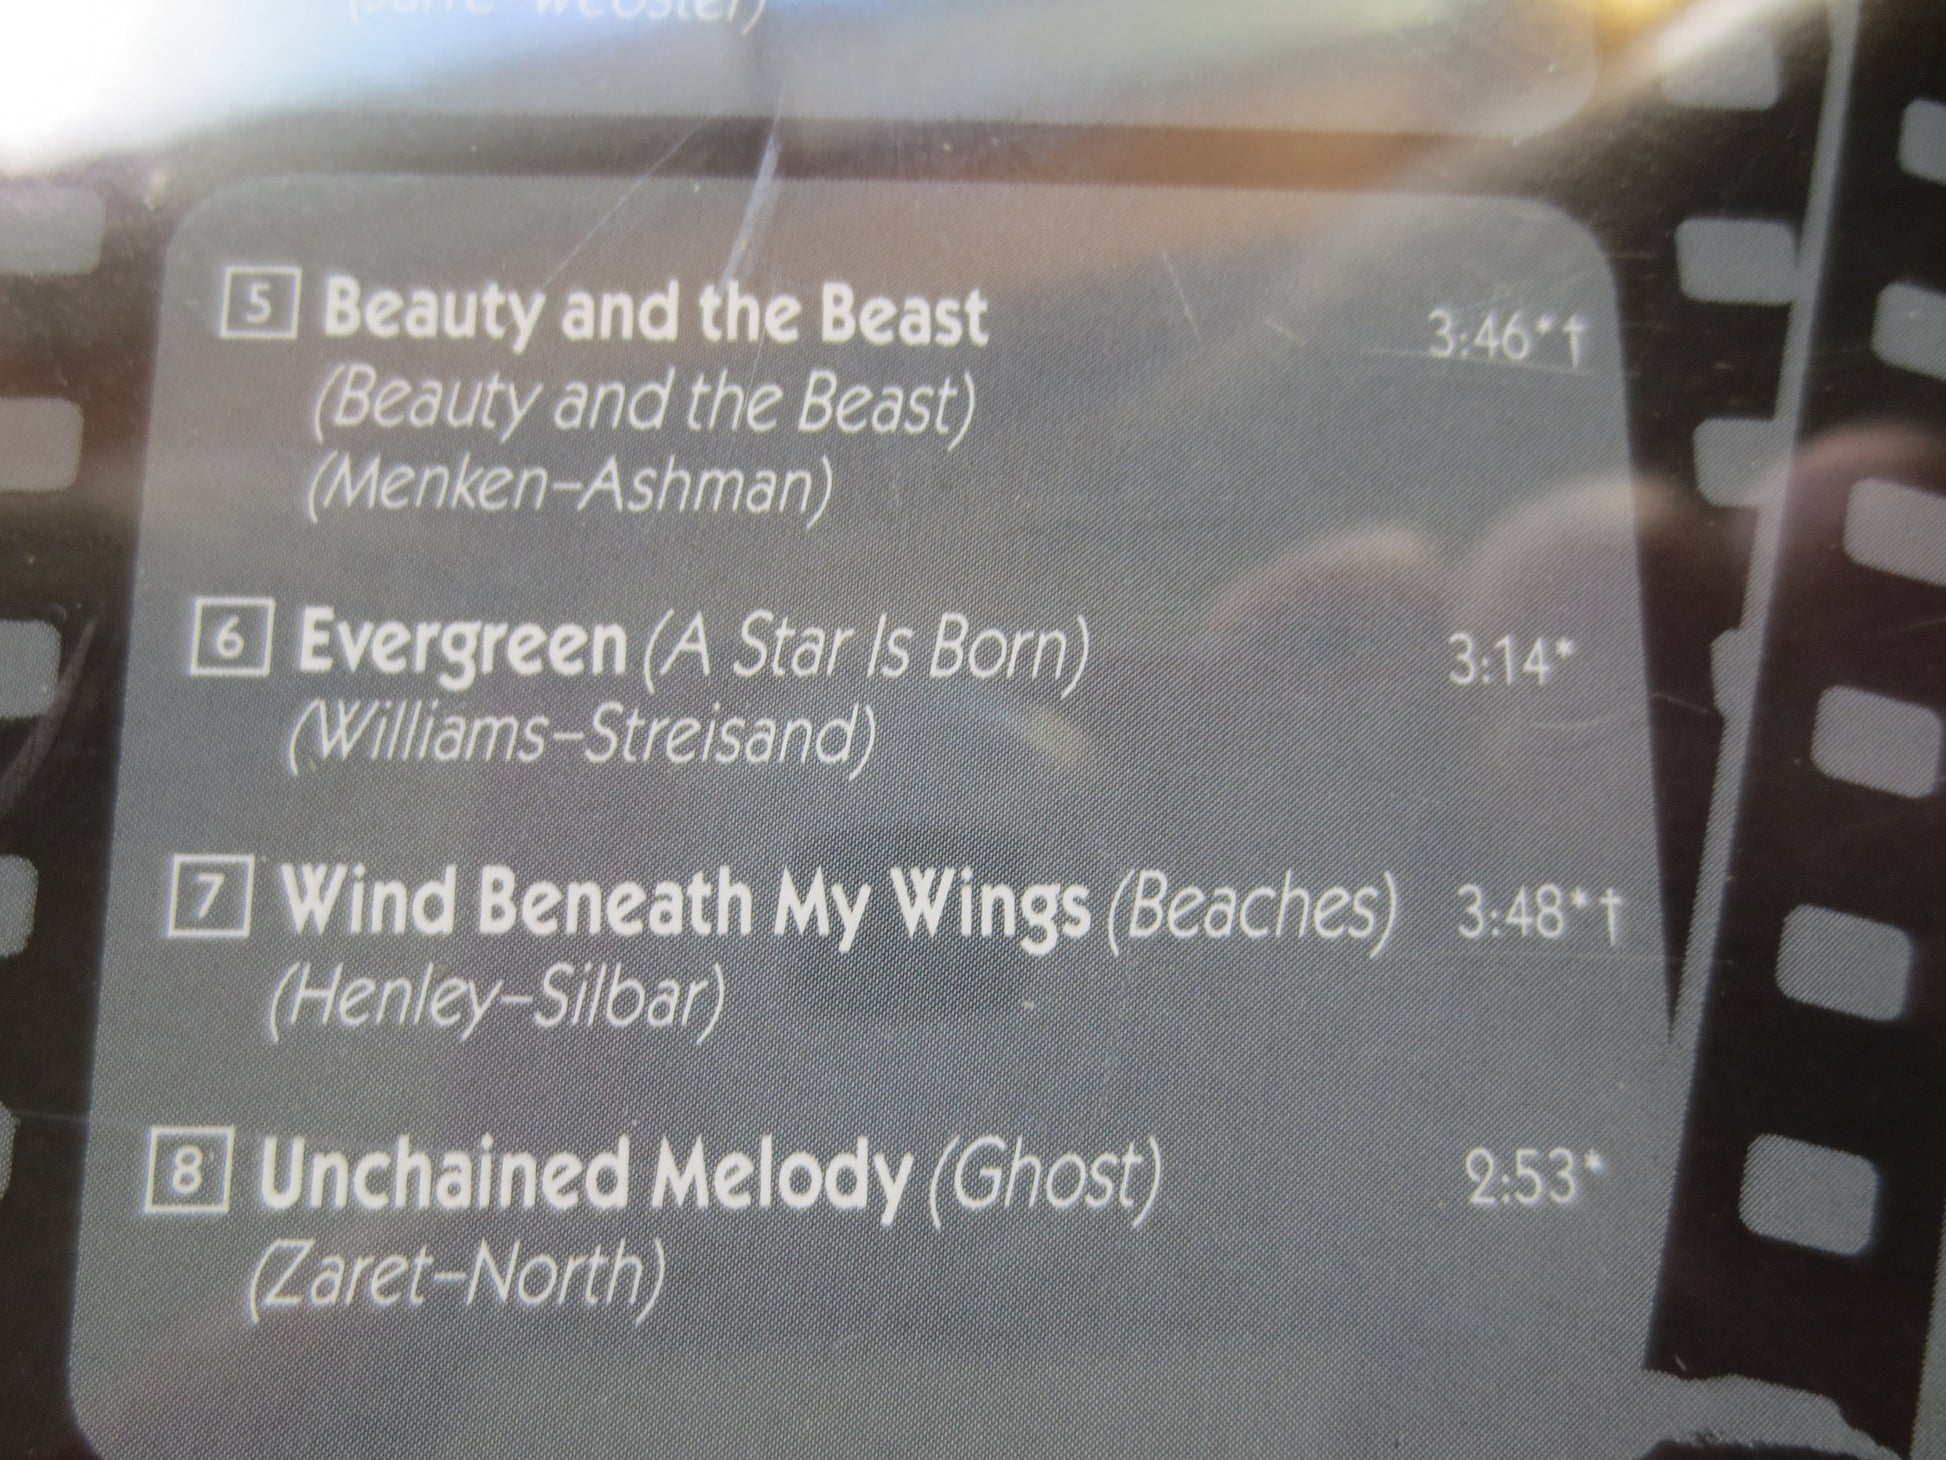 (Jarre–Webster)
5 Beauty and the Beast 3:46*†
(Beauty and the Beast)
(Menken–Ashman)
6 Evergreen (A Star Is Born) 3:14*
(Williams–Streisand)
7 Wind Beneath My Wings (Beaches) 3:48*†
(Henley–Silbar)
8 Unchained Melody (Ghost) 2:53*
(Zaret–North)